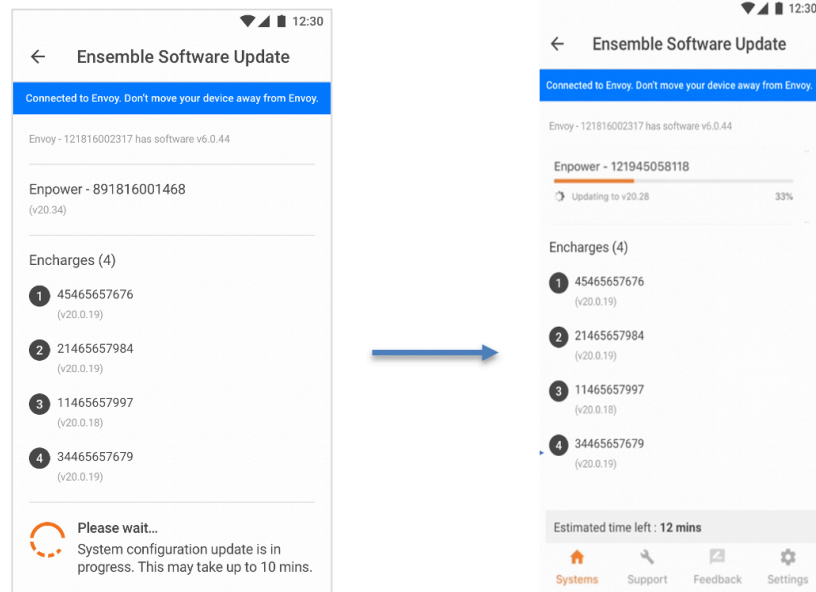 12:30
Ensemble Software Update
Connected to Envoy. Don't move your device away from Envoy.
Envoy - 121816002317 has software v6.0.44
Enpower - 891816001468
(v20.34)
Encharges (4)
1 45465657676
(v20.0.19)
2 21465657984
(v20.0.19)
3 11465657997
(v20.0.18)
4 34465657679
(v20.0.19)
Please wait...
System configuration update is in
progress. This may take up to 10 mins.
12:30
Ensemble Software Update
Connected to Envoy. Don't move your device away from Envoy.
Envoy - 121816002317 has software v6.0.44
Enpower - 121945058118
Updating to v20.28 33%
Encharges (4)
1 45465657676
(v20.0.19)
2 21465657984
(v20.0.19)
3 11465657997
(v20.0.18)
4 34465657679
(v20.0.19)
Estimated time left : 12 mins
Systems Support Feedback Settings